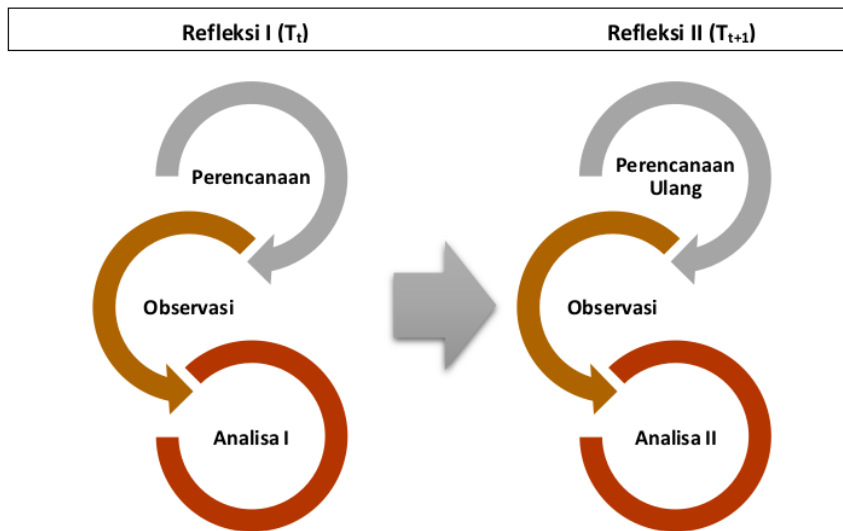 Refleksi I (Tt)
Refleksi II (Tt+1)
Perencanaan
Observasi
Analisa I
Perencanaan
Ulang
Observasi
Analisa II